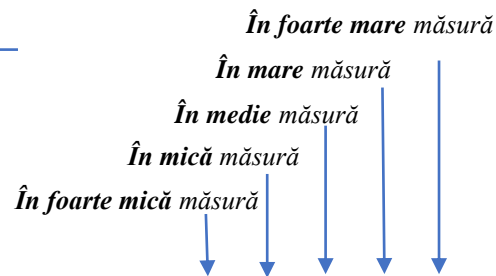 În foarte mare măsură
În mare măsură
În medie măsură
În mică măsură
În foarte mică măsură